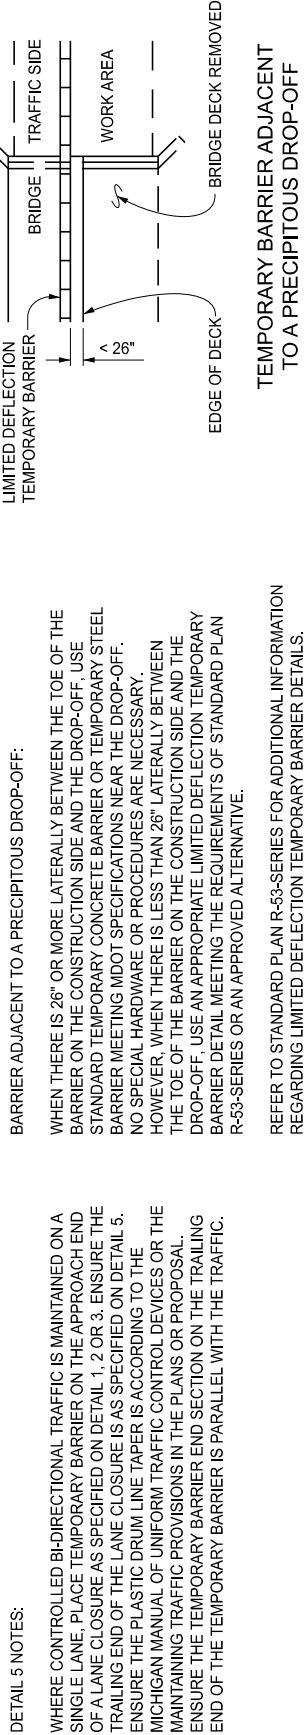 DETAIL 5 NOTES:
WHERE CONTROLLED BI-DIRECTIONAL TRAFFIC IS MAINTAINED ON A
SINGLE LANE, PLACE TEMPORARY BARRIER ON THE APPROACH END
OF A LANE CLOSURE AS SPECIFIED ON DETAIL 1, 2 OR 3. ENSURE THE
TRAILING END OF THE LANE CLOSURE IS AS SPECIFIED ON DETAIL 5.
ENSURE THE PLASTIC DRUM LINE TAPER IS ACCORDING TO THE
MICHIGAN MANUAL OF UNIFORM TRAFFIC CONTROL DEVICES OR THE
MAINTAINING TRAFFIC PROVISIONS IN THE PLANS OR PROPOSAL.
ENSURE THE TEMPORARY BARRIER END SECTION ON THE TRAILING
END OF THE TEMPORARY BARRIER IS PARALLEL WITH THE TRAFFIC.
BARRIER ADJACENT TO A PRECIPITOUS DROP-OFF:
WHEN THERE IS 26" OR MORE LATERALLY BETWEEN THE TOE OF THE
BARRIER ON THE CONSTRUCTION SIDE AND THE DROP-OFF, USE
STANDARD TEMPORARY CONCRETE BARRIER OR TEMPORARY STEEL
BARRIER MEETING MDOT SPECIFICATIONS NEAR THE DROP-OFF.
NO SPECIAL HARDWARE OR PROCEDURES ARE NECESSARY.
HOWEVER, WHEN THERE IS LESS THAN 26" LATERALLY BETWEEN
THE TOE OF THE BARRIER ON THE CONSTRUCTION SIDE AND THE
DROP-OFF, USE AN APPROPRIATE LIMITED DEFLECTION TEMPORARY
BARRIER DETAIL MEETING THE REQUIREMENTS OF STANDARD PLAN
R-53-SERIES OR AN APPROVED ALTERNATIVE.
REFER TO STANDARD PLAN R-53-SERIES FOR ADDITIONAL INFORMATION
REGARDING LIMITED DEFLECTION TEMPORARY BARRIER DETAILS.
LIMITED DEFLECTION
TEMPORARY BARRIER
BRIDGE
TRAFFIC SIDE
< 26"
WORK AREA
EDGE OF DECK
BRIDGE DECK REMOVED
TEMPORARY BARRIER ADJACENT
TO A PRECIPITOUS DROP-OFF